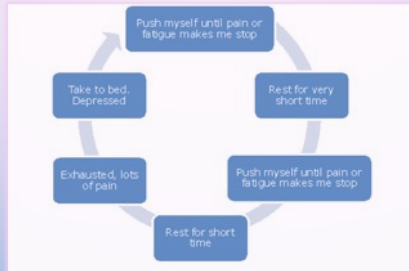 Push myself until pain or
fatigue makes me stop
Rest for very
short time
Push myself until pain or
fatigue makes me stop
Rest for short
time
Exhausted, lots
of pain
Take to bed.
Depressed